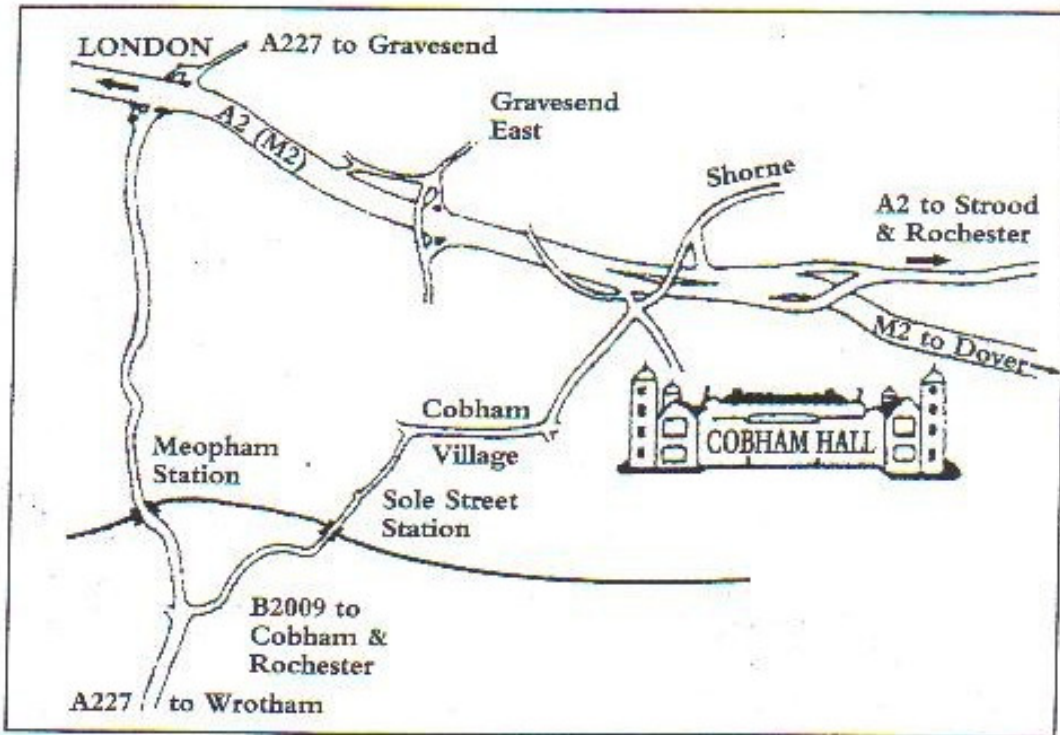 LONDON
A227 to Gravesend
Gravesend
East
A2 (M2)
Shorne
A2 to Strood
& Rochester
M2 to Dover
Cobham
Village
COBHAM HALL
Meopham
Station
Sole Street
Station
B2009 to
Cobham &
Rochester
A227 to Wrotham